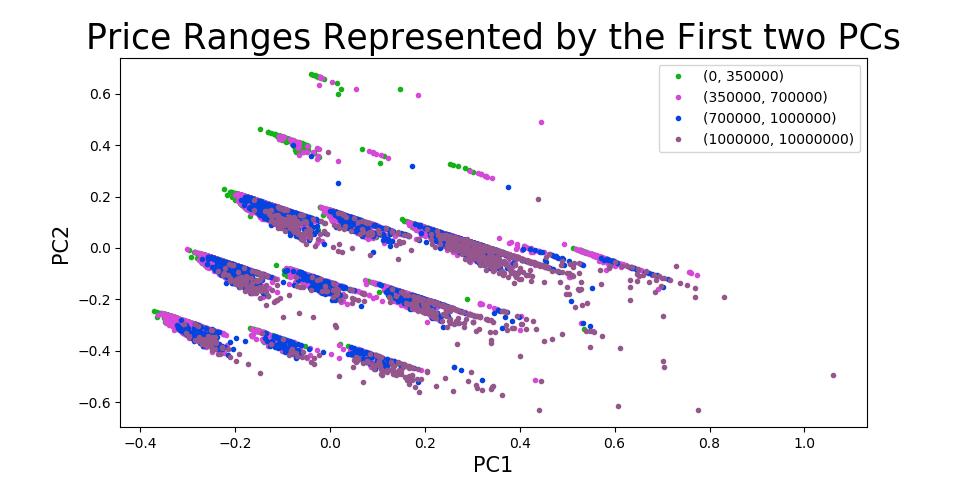 Price Ranges Represented by the First two PCs
(0, 350000)
(350000, 700000)
(700000, 1000000)
(1000000, 10000000)
PC2
0.6
0.4
0.2
0.0
−0.2
−0.4
−0.6
−0.4 −0.2 0.0 0.2 0.4 0.6 0.8 1.0
PC1